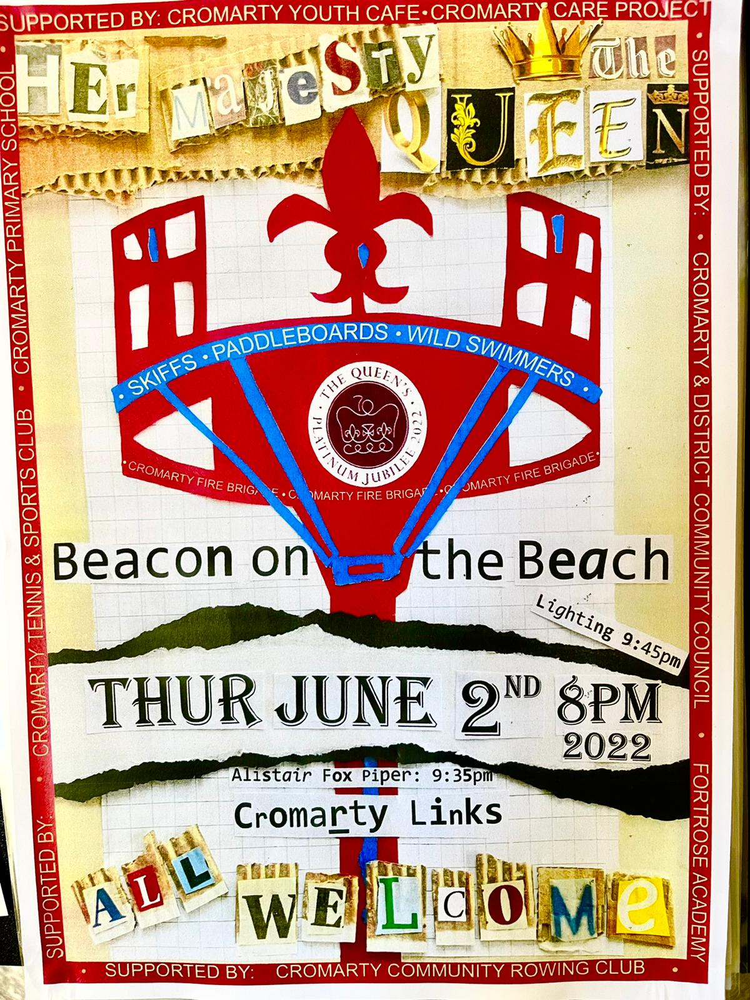 SUPPORTED BY: CROMARTY YOUTH CAFE • CROMARTY CARE PROJECT
HEr MaJeSTy The
QUEEN
• SKIFFS • PADDLEBOARDS • WILD SWIMMERS •
• THE QUEEN'S • PLATINUM JUBILEE 2022
70
• CROMARTY FIRE BRIGADE • CROMARTY FIRE BRIGADE • CROMARTY FIRE BRIGADE •
Beacon on the Beach
Lighting 9:45pm
THUR JUNE 2ND 8PM
2022
Alistair Fox Piper: 9:35pm
Cromarty Links
ALL WELCOMe
SUPPORTED BY: • CROMARTY TENNIS & SPORTS CLUB • CROMARTY PRIMARY SCHOOL •
• SUPPORTED BY: • CROMARTY & DISTRICT COMMUNITY COUNCIL • FORTROSE ACADEMY
• SUPPORTED BY: CROMARTY COMMUNITY ROWING CLUB •